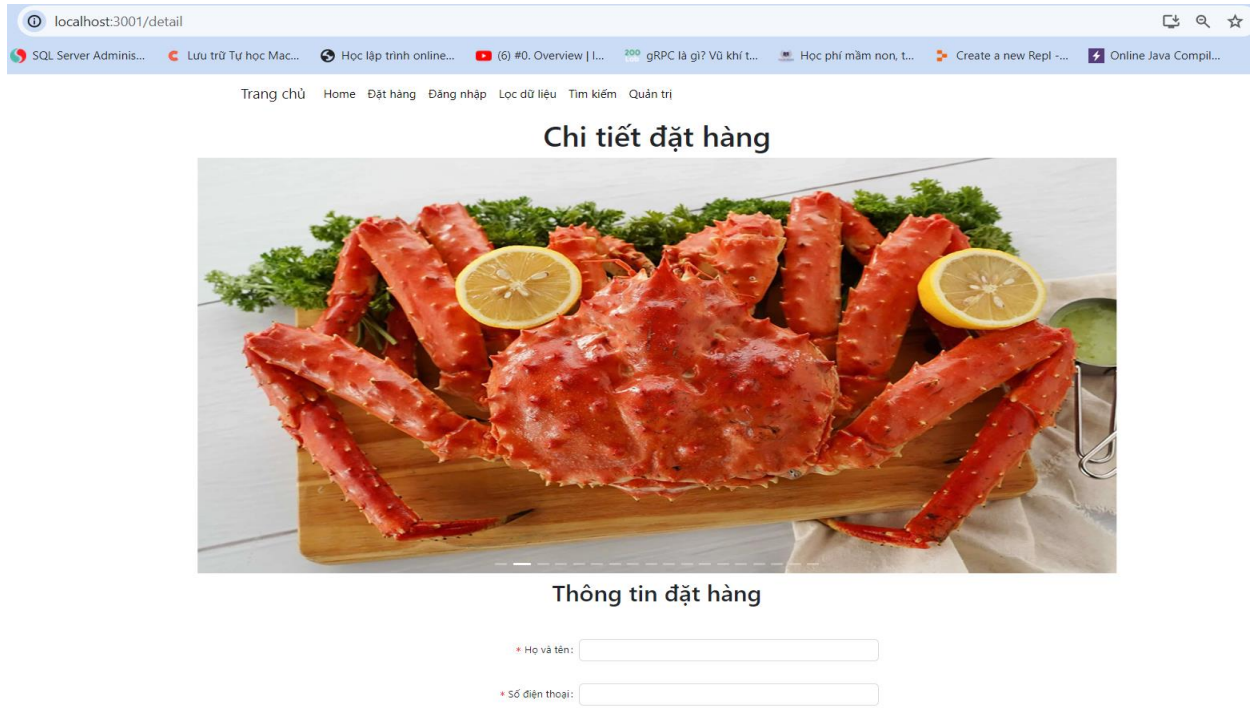 localhost:3001/detail
SQL Server Adminis... Lưu trữ Tự học Mac... Học lập trình online... (6) #0. Overview | I... 200 Lab gRPC là gì? Vũ khí t... Học phí mầm non, t... Create a new Repl -... Online Java Compil...
Trang chủ Home Đặt hàng Đăng nhập Lọc dữ liệu Tìm kiếm Quản trị
Chi tiết đặt hàng
Thông tin đặt hàng
* Họ và tên:
* Số điện thoại: